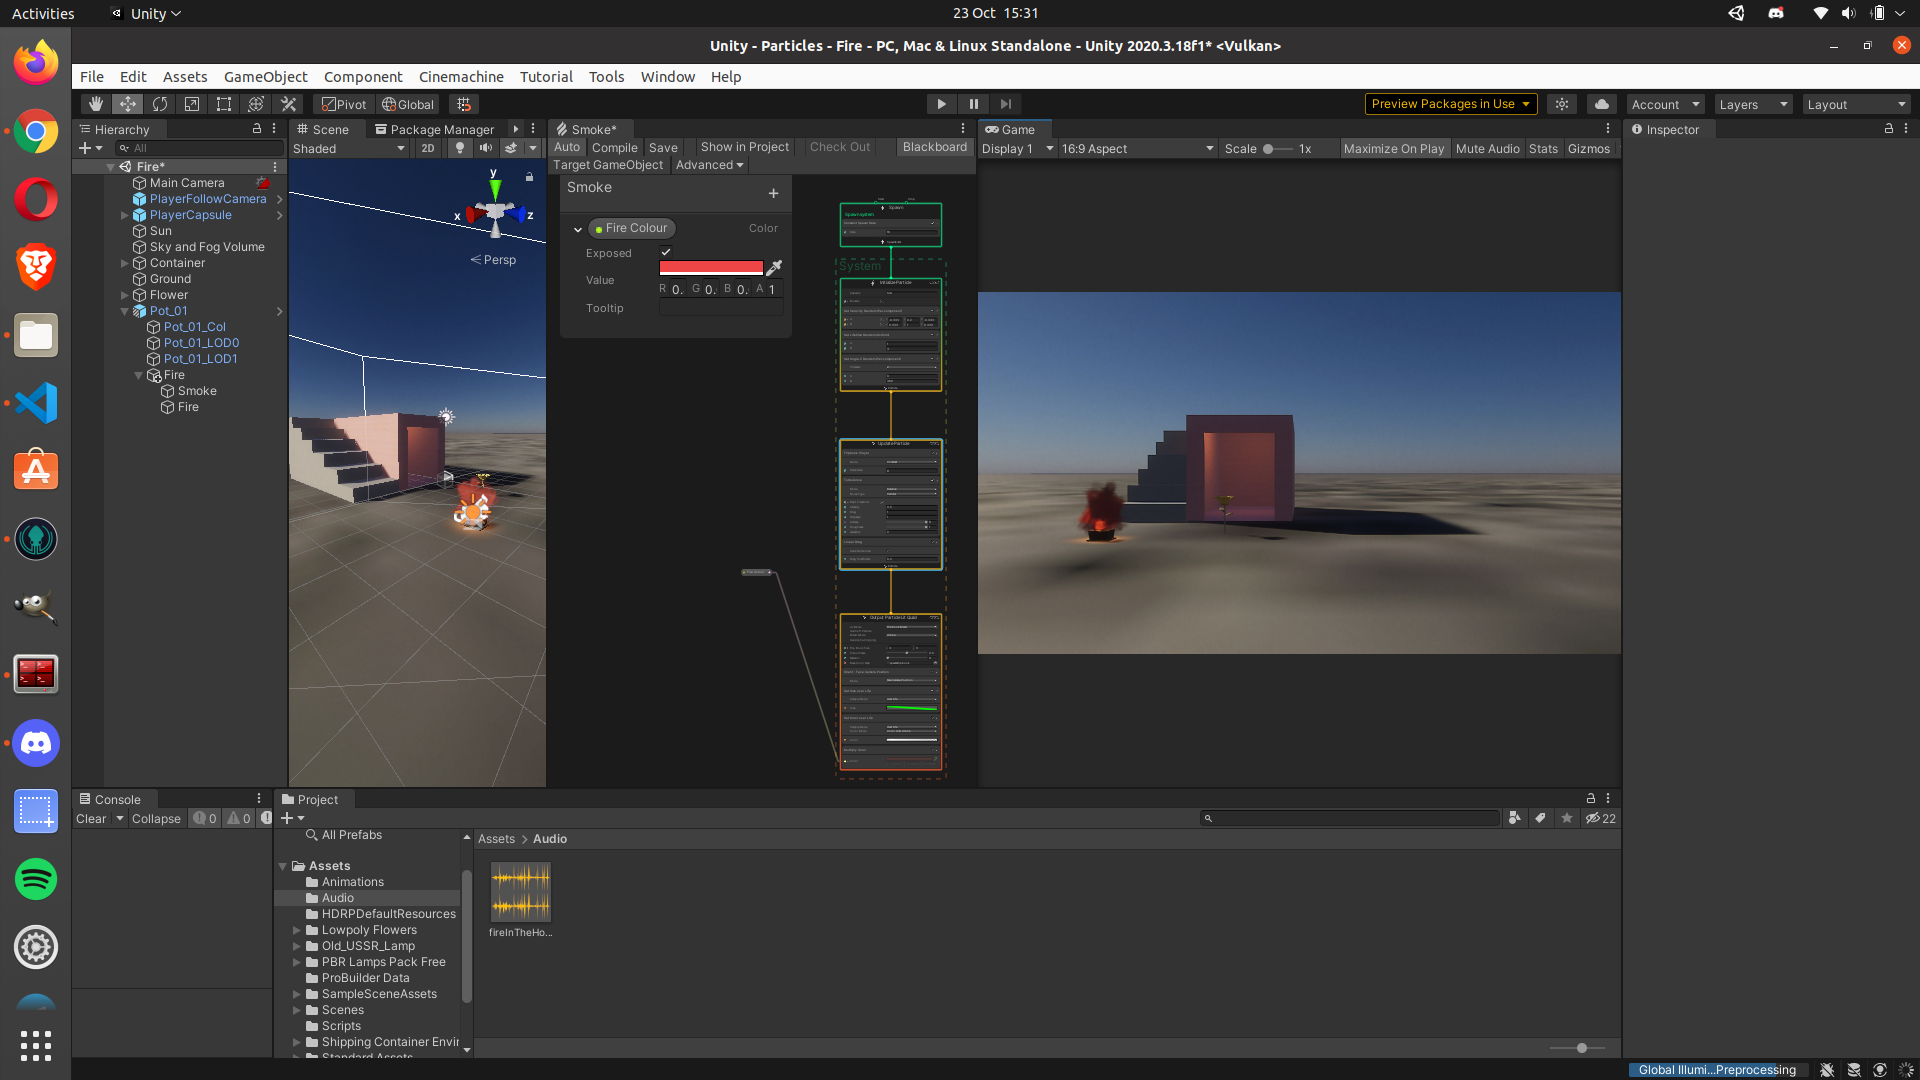 Activities
Unity
23 Oct 15:31
Unity - Particles - Fire - PC, Mac & Linux Standalone - Unity 2020.3.18f1* <Vulkan>
File Edit Assets GameObject Component Cinemachine Tutorial Tools Window Help
Pivot Global
Preview Packages in Use
Account Layers Layout
Hierarchy
All
Fire*
Main Camera
PlayerFollowCamera
PlayerCapsule
Sun
Sky and Fog Volume
Container
Ground
Flower
Pot_01
Pot_01_Col
Pot_01_LOD0
Pot_01_LOD1
Fire
Smoke
Fire
Scene Package Manager
Shaded 2D
y
x
z
Persp
Smoke*
Auto Compile Save Show in Project Check Out Blackboard
Target GameObject Advanced
Smoke
Fire Colour Color
Exposed
Value
R 0. G 0. B 0. A 1
Tooltip
Spawn
System
Initialize Particle
Update Particle
Game
Display 1 16:9 Aspect Scale 1x Maximize On Play Mute Audio Stats Gizmos
Inspector
Console
Clear Collapse 0 0
Project
22
All Prefabs
Assets
Animations
Audio
HDRPDefaultResources
Lowpoly Flowers
Old_USSR_Lamp
PBR Lamps Pack Free
ProBuilder Data
SampleSceneAssets
Scenes
Scripts
Shipping Container Envir
Standard Assets
Assets > Audio
fireInTheHo...
Global Illumi...Preprocessing